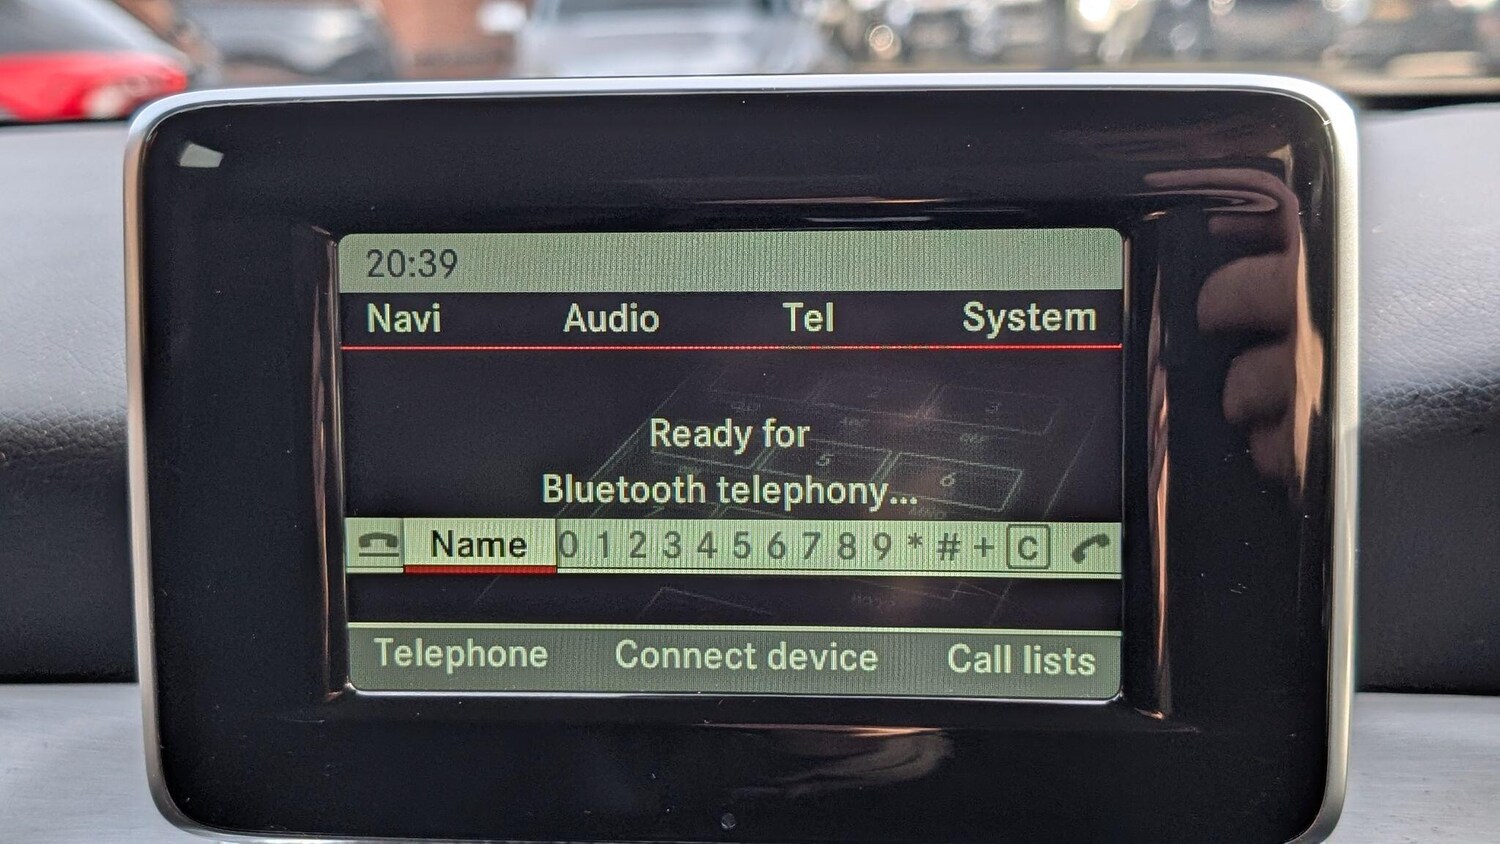 20:39
Navi Audio Tel System
Ready for
Bluetooth telephony...
Name 0 1 2 3 4 5 6 7 8 9 * # + C
Telephone Connect device Call lists